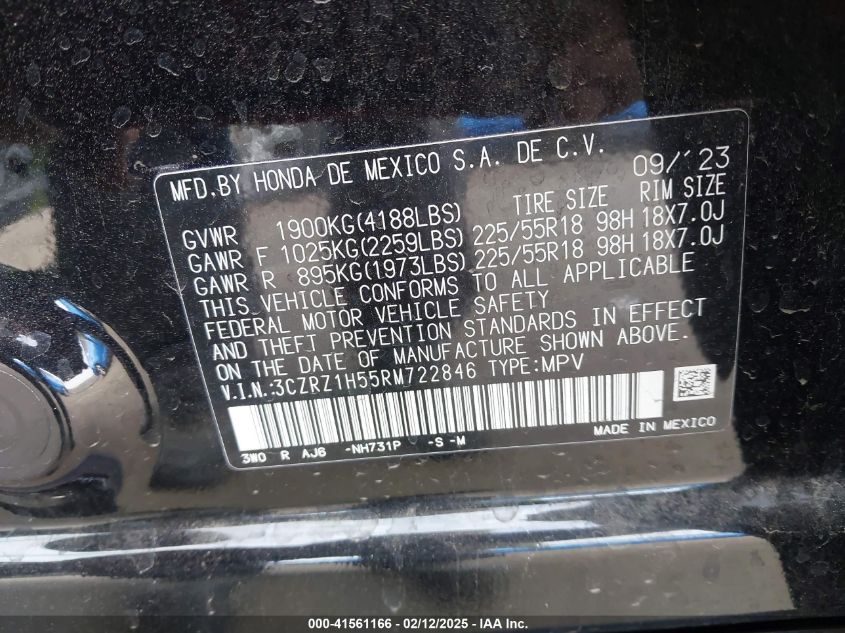 MFD. BY HONDA DE MEXICO S.A. DE C.V. 09/'23
GVWR 1900KG(4188LBS) TIRE SIZE RIM SIZE
GAWR F 1025KG(2259LBS) 225/55R18 98H 18X7.0J
GAWR R 895KG(1973LBS) 225/55R18 98H 18X7.0J
THIS VEHICLE CONFORMS TO ALL APPLICABLE
FEDERAL MOTOR VEHICLE SAFETY
AND THEFT PREVENTION STANDARDS IN EFFECT
ON THE DATE OF MANUFACTURE SHOWN ABOVE.
V.I.N.:3CZRZ1H55RM722846 TYPE:MPV
3W0 R AJ6 -NH731P -S -M MADE IN MEXICO
000-41561166 - 02/12/2025 - © IAA, Inc.